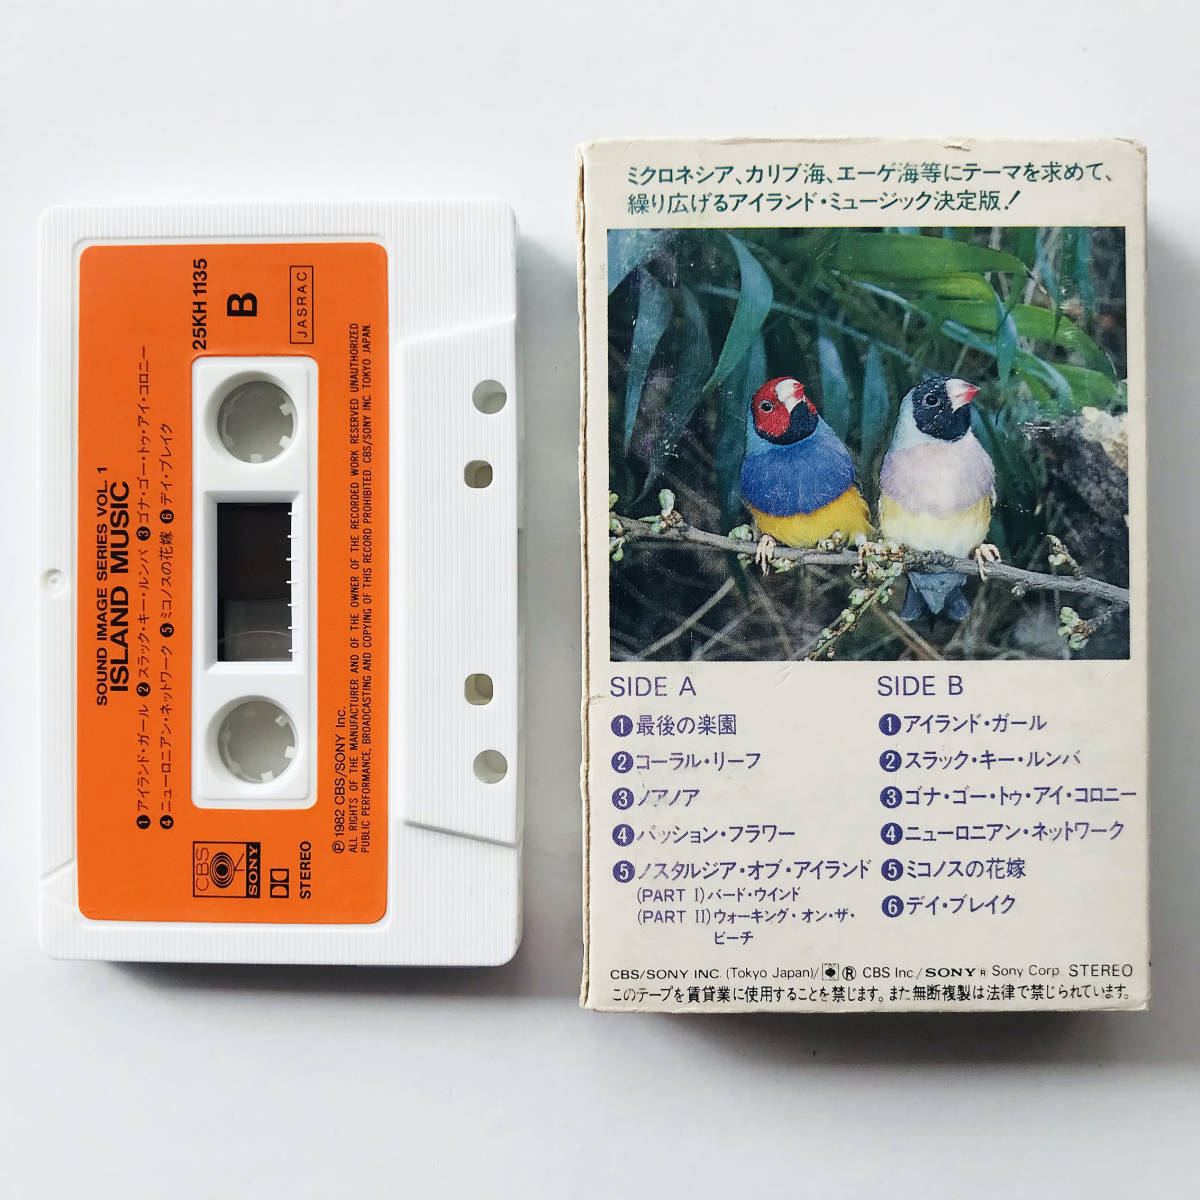 SOUND IMAGE SERIES VOL. 1
ISLAND MUSIC
❶アイランド・ガール ❷スラック・キー・ルンバ ❸ゴナ・ゴー・トゥ・アイ・コロニー
❹ニューロニアン・ネットワーク ❺ミコノスの花嫁 ❻デイ・ブレイク
25KH 1135
B
JASRAC
CBS
SONY
STEREO
Ⓟ1982 CBS/SONY Inc.
ALL RIGHTS OF THE MANUFACTURER AND OF THE OWNER OF THE RECORDED WORK RESERVED UNAUTHORIZED
PUBLIC PERFORMANCE, BROADCASTING AND COPYING OF THIS RECORD PROHIBITED. CBS/SONY INC. TOKYO JAPAN.
ミクロネシア、カリブ海、エーゲ海等にテーマを求めて、
繰り広げるアイランド・ミュージック決定版!
SIDE A
❶最後の楽園
❷コーラル・リーフ
❸ノアノア
❹パッション・フラワー
❺ノスタルジア・オブ・アイランド
(PART I)バード・ウインド
(PART II)ウォーキング・オン・ザ・
ビーチ
SIDE B
❶アイランド・ガール
❷スラック・キー・ルンバ
❸ゴナ・ゴー・トゥ・アイ・コロニー
❹ニューロニアン・ネットワーク
❺ミコノスの花嫁
❻デイ・ブレイク
CBS/SONY INC. (Tokyo Japan)/ ® CBS Inc/SONY® Sony Corp. STEREO
このテープを賃貸業に使用することを禁じます。また無断複製は法律で禁じられています。